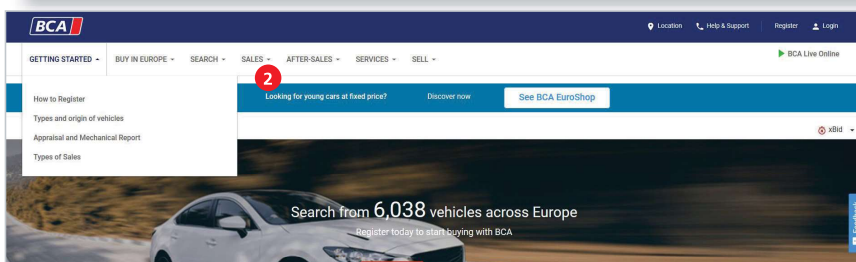 BCA
Location Help & Support Register Login
GETTING STARTED BUY IN EUROPE SEARCH SALES AFTER-SALES SERVICES SELL BCA Live Online
2
How to Register
Looking for young cars at fixed price? Discover now See BCA EuroShop
Types and origin of vehicles
Appraisal and Mechanical Report
xBid
Types of Sales
Search from 6,038 vehicles across Europe
Register today to start buying with BCA